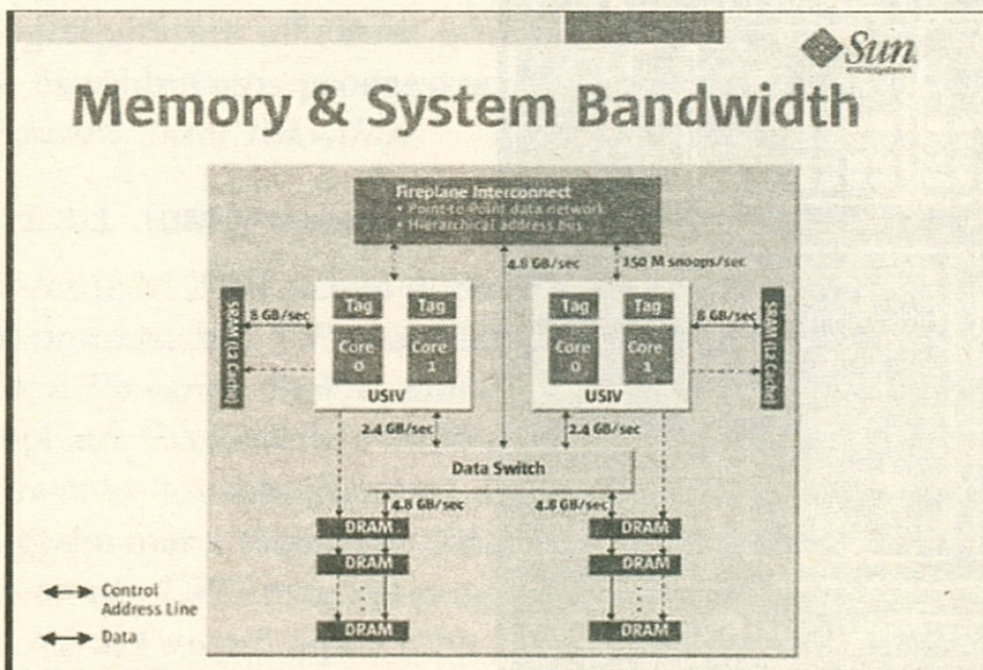 Sun
microsystems
Memory & System Bandwidth
Fireplane Interconnect
• Point-to-Point data network
• Hierarchical address bus
4.8 GB/sec
150 M snoops/sec
SRAM (L2 Cache)
8 GB/sec
Tag Tag
Core 0 Core 1
USIV
Tag Tag
Core 0 Core 1
USIV
8 GB/sec
SRAM (L2 Cache)
2.4 GB/sec
2.4 GB/sec
Data Switch
4.8 GB/sec
4.8 GB/sec
DRAM
DRAM
DRAM
DRAM
DRAM
DRAM
Control
Address Line
Data